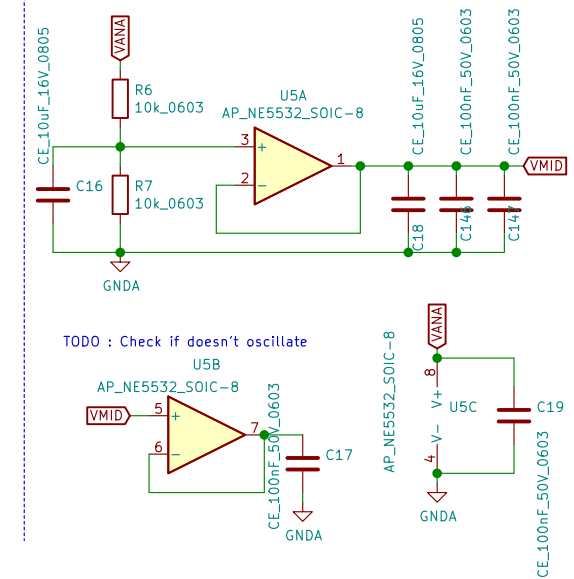 VANA
CE_10uF_16V_0805
R6
10k_0603
U5A
AP_NE5532_SOIC-8
CE_10uF_16V_0805
CE_100nF_50V_0603
CE_100nF_50V_0603
3
+
1
VMID
2
-
C16
R7
10k_0603
C18
C146
C147
GNDA
TODO : Check if doesn't oscillate
U5B
AP_NE5532_SOIC-8
VMID
5
+
7
6
-
CE_100nF_50V_0603
C17
GNDA
VANA
AP_NE5532_SOIC-8
8
V+
U5C
V-
4
C19
CE_100nF_50V_0603
GNDA